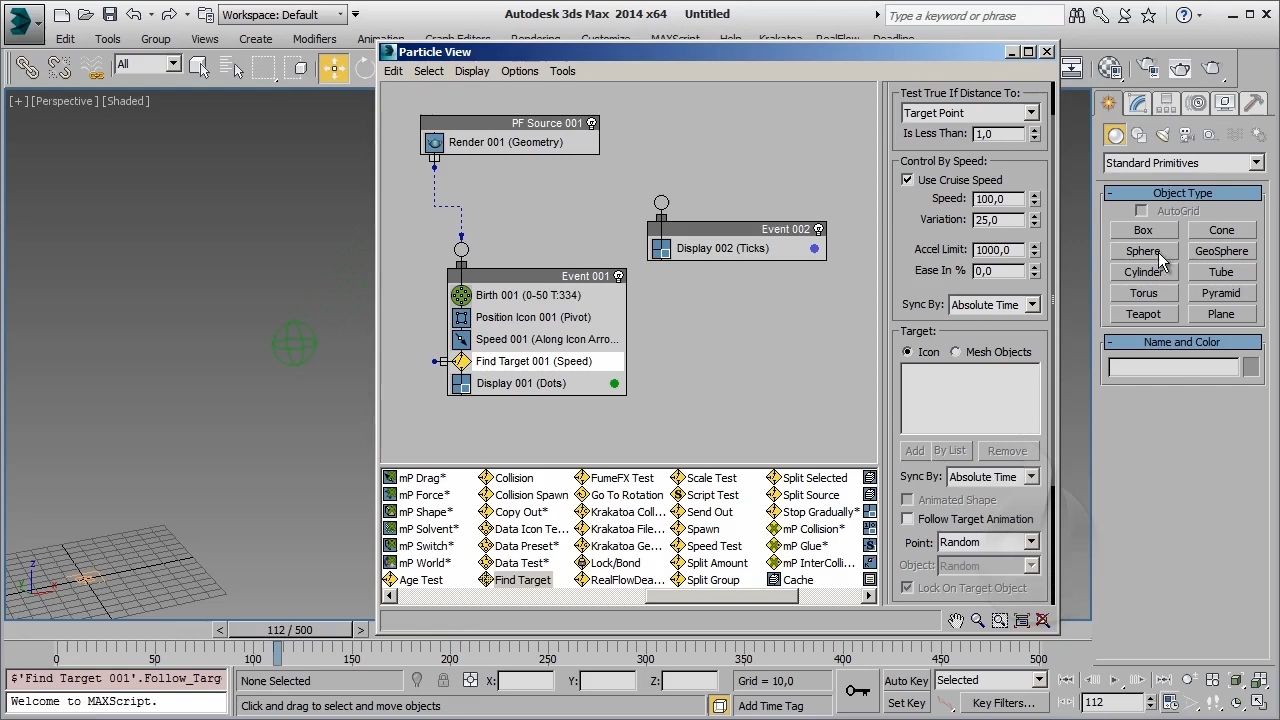 Workspace: Default
Autodesk 3ds Max 2014 x64 Untitled
Type a keyword or phrase
Edit Tools Group Views Create Modifiers
All
[+][Perspective][Shaded]
Particle View
Edit Select Display Options Tools
PF Source 001
Render 001 (Geometry)
Event 002
Display 002 (Ticks)
Event 001
Birth 001 (0-50 T:334)
Position Icon 001 (Pivot)
Speed 001 (Along Icon Arro...
Find Target 001 (Speed)
Display 001 (Dots)
mP Drag* Collision FumeFX Test Scale Test Split Selected
mP Force* Collision Spawn Go To Rotation Script Test Split Source
mP Shape* Copy Out* Krakatoa Coll... Send Out Stop Gradually*
mP Solvent* Data Icon Te... Krakatoa File... Spawn mP Collision*
mP Switch* Data Preset* Krakatoa Ge... Speed Test mP Glue*
mP World* Data Test* Lock/Bond Split Amount mP InterColli...
Age Test Find Target RealFlowDea... Split Group Cache
Test True If Distance To:
Target Point
Is Less Than: 1,0
Control By Speed:
Use Cruise Speed
Speed: 100,0
Variation: 25,0
Accel Limit: 1000,0
Ease In % 0,0
Sync By: Absolute Time
Target:
Icon Mesh Objects
Add By List Remove
Sync By: Absolute Time
Animated Shape
Follow Target Animation
Point: Random
Object: Random
Lock On Target Object
Standard Primitives
- Object Type
AutoGrid
Box Cone
Sphere GeoSphere
Cylinder Tube
Torus Pyramid
Teapot Plane
- Name and Color
z
y
x
< 112 / 500 >
0 50 100 150 200 250 300 350 400 450 500
$'Find Target 001'.Follow_Targ
Welcome to MAXScript.
None Selected X: Y: Z: Grid = 10,0
Click and drag to select and move objects Add Time Tag
Auto Key Selected
Set Key Key Filters... 112